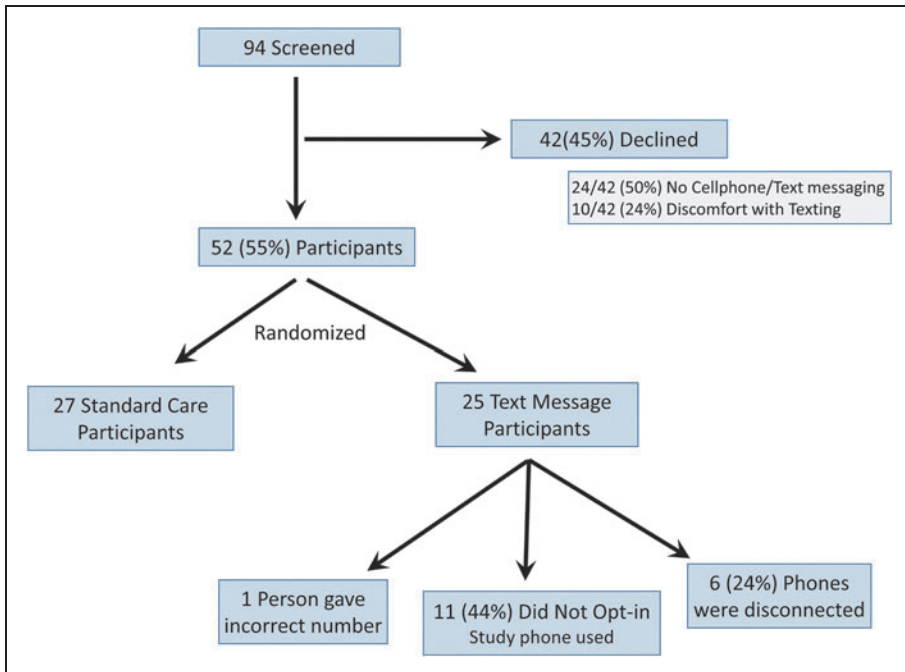 94 Screened
42(45%) Declined
24/42 (50%) No Cellphone/Text messaging
10/42 (24%) Discomfort with Texting
52 (55%) Participants
Randomized
27 Standard Care
Participants
25 Text Message
Participants
1 Person gave
incorrect number
11 (44%) Did Not Opt-in
Study phone used
6 (24%) Phones
were disconnected